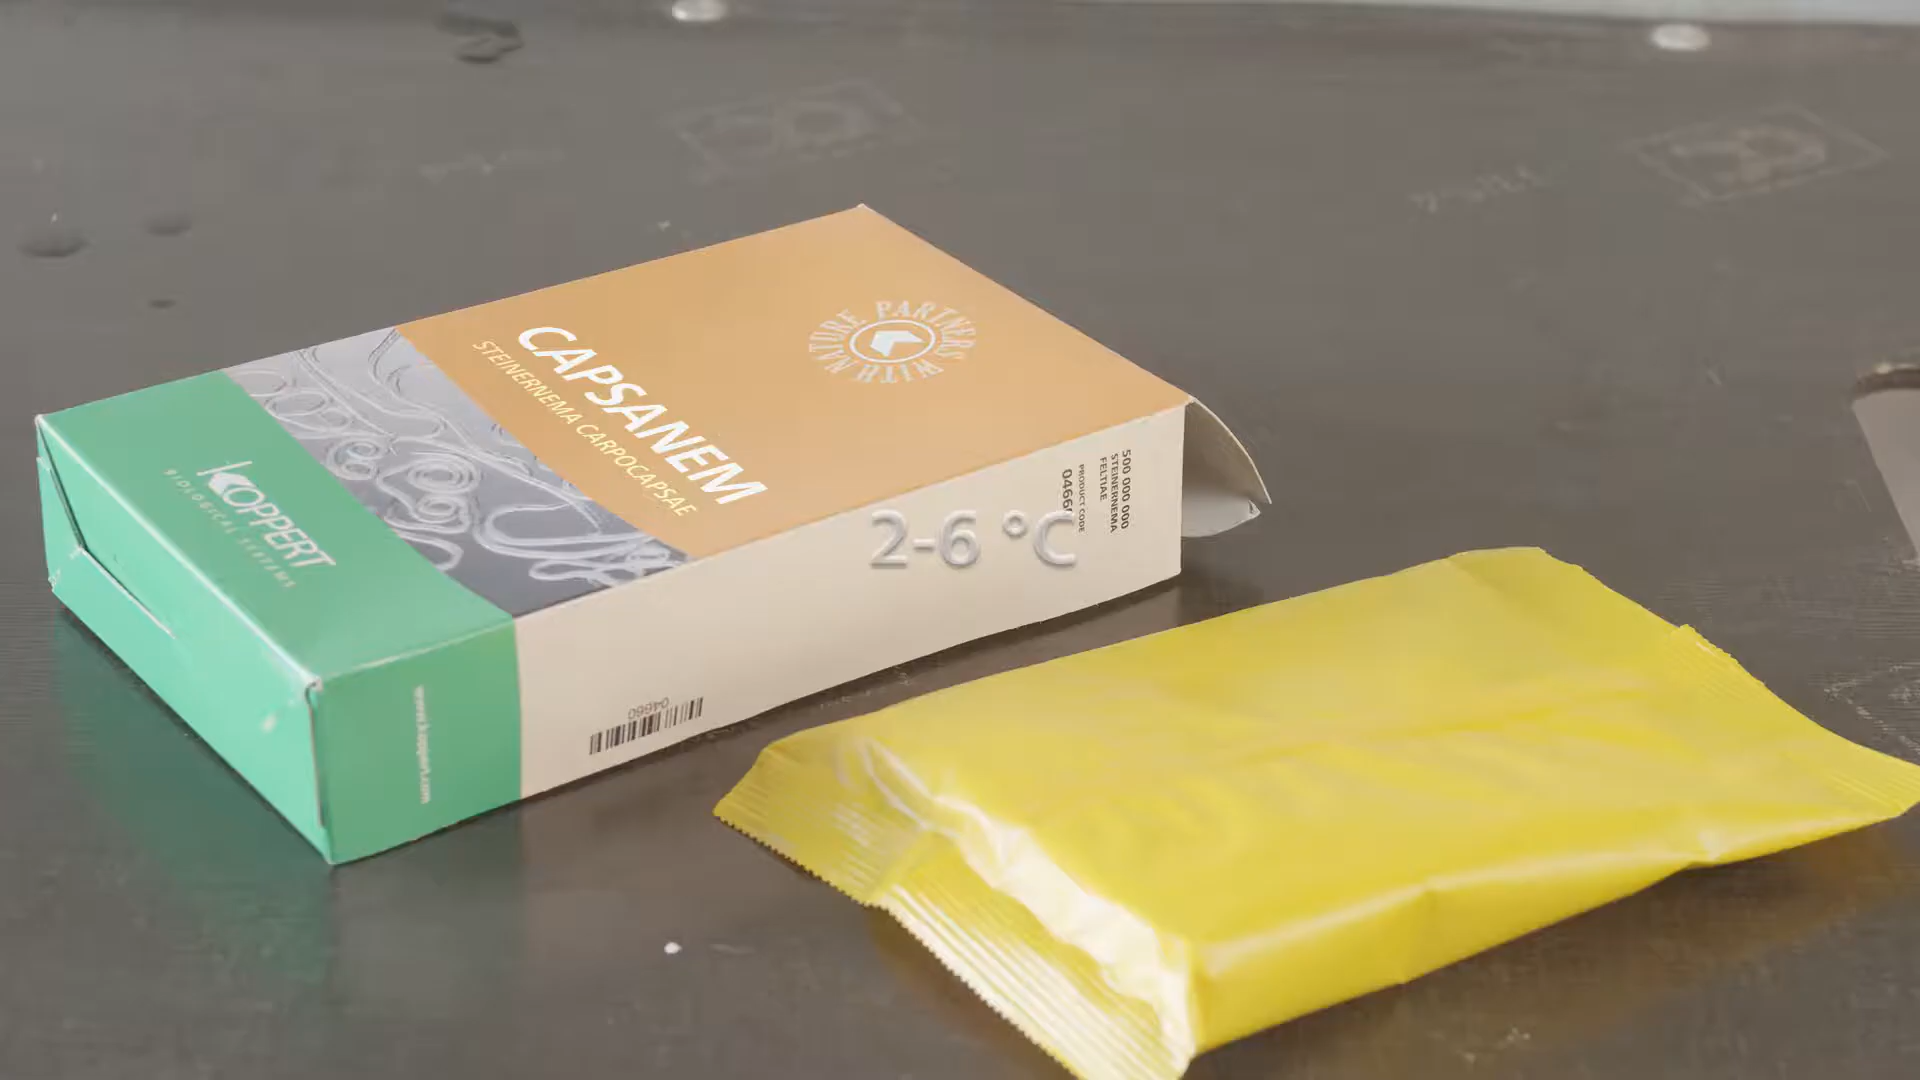 PARTNERS WITH NATURE
CAPSANEM
STEINERNEMA CARPOCAPSAE
KOPPERT
BIOLOGICAL SYSTEMS
500 000 000
STEINERNEMA
FELTIAE
PRODUCT CODE
0466
2-6 °C
04660
www.koppert.com